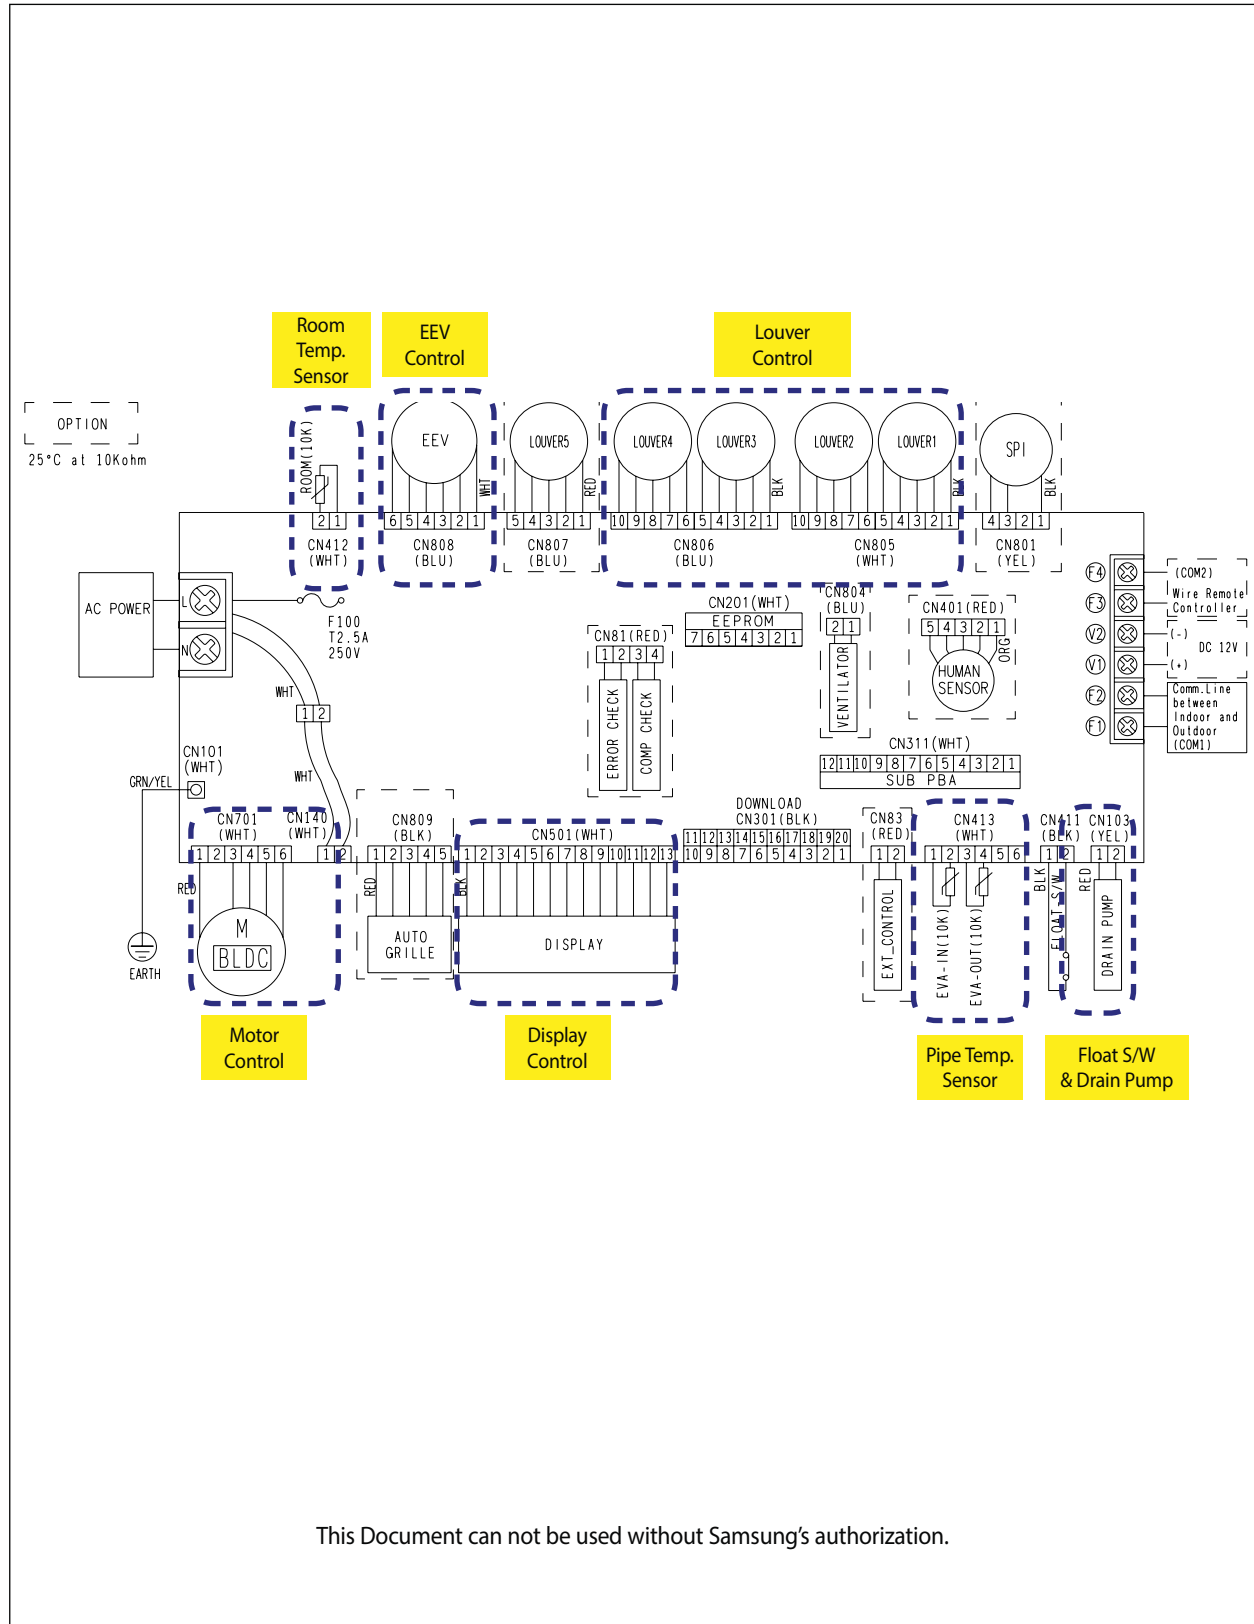 Room
Temp.
Sensor
EEV
Control
Louver
Control
OPTION
25°C at 10Kohm
ROOM(10K)
EEV
WHT
LOUVER5
RED
LOUVER4
LOUVER3
BLK
LOUVER2
LOUVER1
BLK
SPI
BLK
2 1
6 5 4 3 2 1
5 4 3 2 1
10 9 8 7 6 5 4 3 2 1
10 9 8 7 6 5 4 3 2 1
4 3 2 1
CN412
(WHT)
CN808
(BLU)
CN807
(BLU)
CN806
(BLU)
CN805
(WHT)
CN801
(YEL)
AC POWER
L
N
F100
T2.5A
250V
WHT
1 2
WHT
CN101
(WHT)
GRN/YEL
EARTH
CN81(RED)
1 2 3 4
ERROR CHECK
COMP CHECK
CN201(WHT)
EEPROM
7 6 5 4 3 2 1
CN804
(BLU)
2 1
VENTILATOR
CN401(RED)
5 4 3 2 1
ORG
HUMAN
SENSOR
CN311(WHT)
12 11 10 9 8 7 6 5 4 3 2 1
SUB PBA
F4
F3
V2
V1
F2
F1
(COM2)
Wire Remote
Controller
(-)
DC 12V
(+)
Comm.Line
between
Indoor and
Outdoor
(COM1)
CN701
(WHT)
CN140
(WHT)
CN809
(BLK)
CN501(WHT)
DOWNLOAD
CN301(BLK)
CN83
(RED)
CN413
(WHT)
CN411
(BLK)
CN103
(YEL)
11 12 13 14 15 16 17 18 19 20
1 2 3 4 5 6
1 2
1 2 3 4 5
1 2 3 4 5 6 7 8 9 10 11 12 13
10 9 8 7 6 5 4 3 2 1
1 2
1 2 3 4 5 6
1 2
1 2
RED
M
BLDC
RED
AUTO
GRILLE
BLK
DISPLAY
EXT_CONTROL
EVA-IN(10K)
EVA-OUT(10K)
BLK
FLOAT S/W
RED
DRAIN PUMP
Motor
Control
Display
Control
Pipe Temp.
Sensor
Float S/W
& Drain Pump
This Document can not be used without Samsung's authorization.